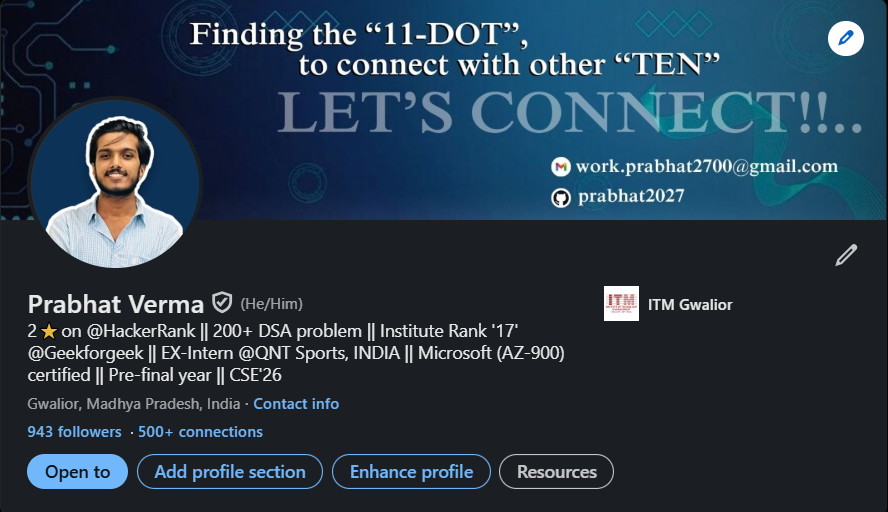 Finding the “11-DOT”,
to connect with other “TEN”
LET’S CONNECT!!..
work.prabhat2700@gmail.com
prabhat2027
Prabhat Verma (He/Him)
ITM ITM Gwalior
2⭐on @HackerRank || 200+ DSA problem || Institute Rank '17'
@Geekforgeek || EX-Intern @QNT Sports, INDIA || Microsoft (AZ-900)
certified || Pre-final year || CSE'26
Gwalior, Madhya Pradesh, India · Contact info
943 followers · 500+ connections
Open to Add profile section Enhance profile Resources